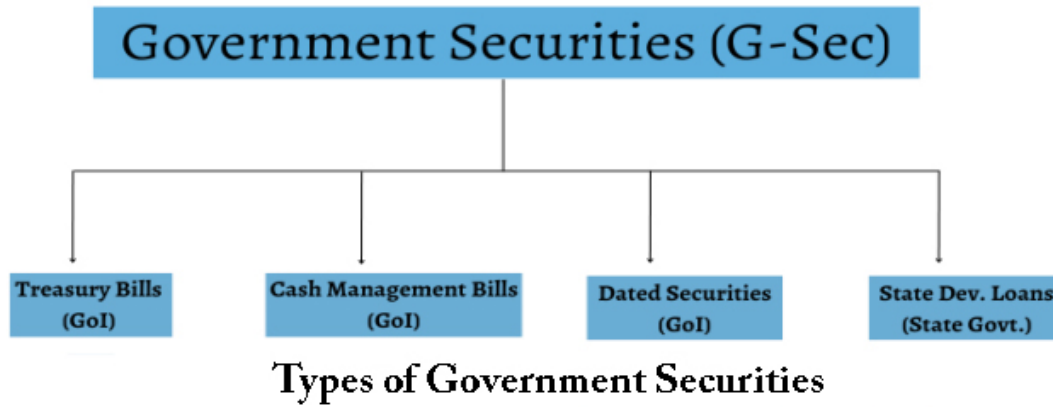 Government Securities (G-Sec)
Treasury Bills
(GoI)
Cash Management Bills
(GoI)
Dated Securities
(GoI)
State Dev. Loans
(State Govt.)
Types of Government Securities